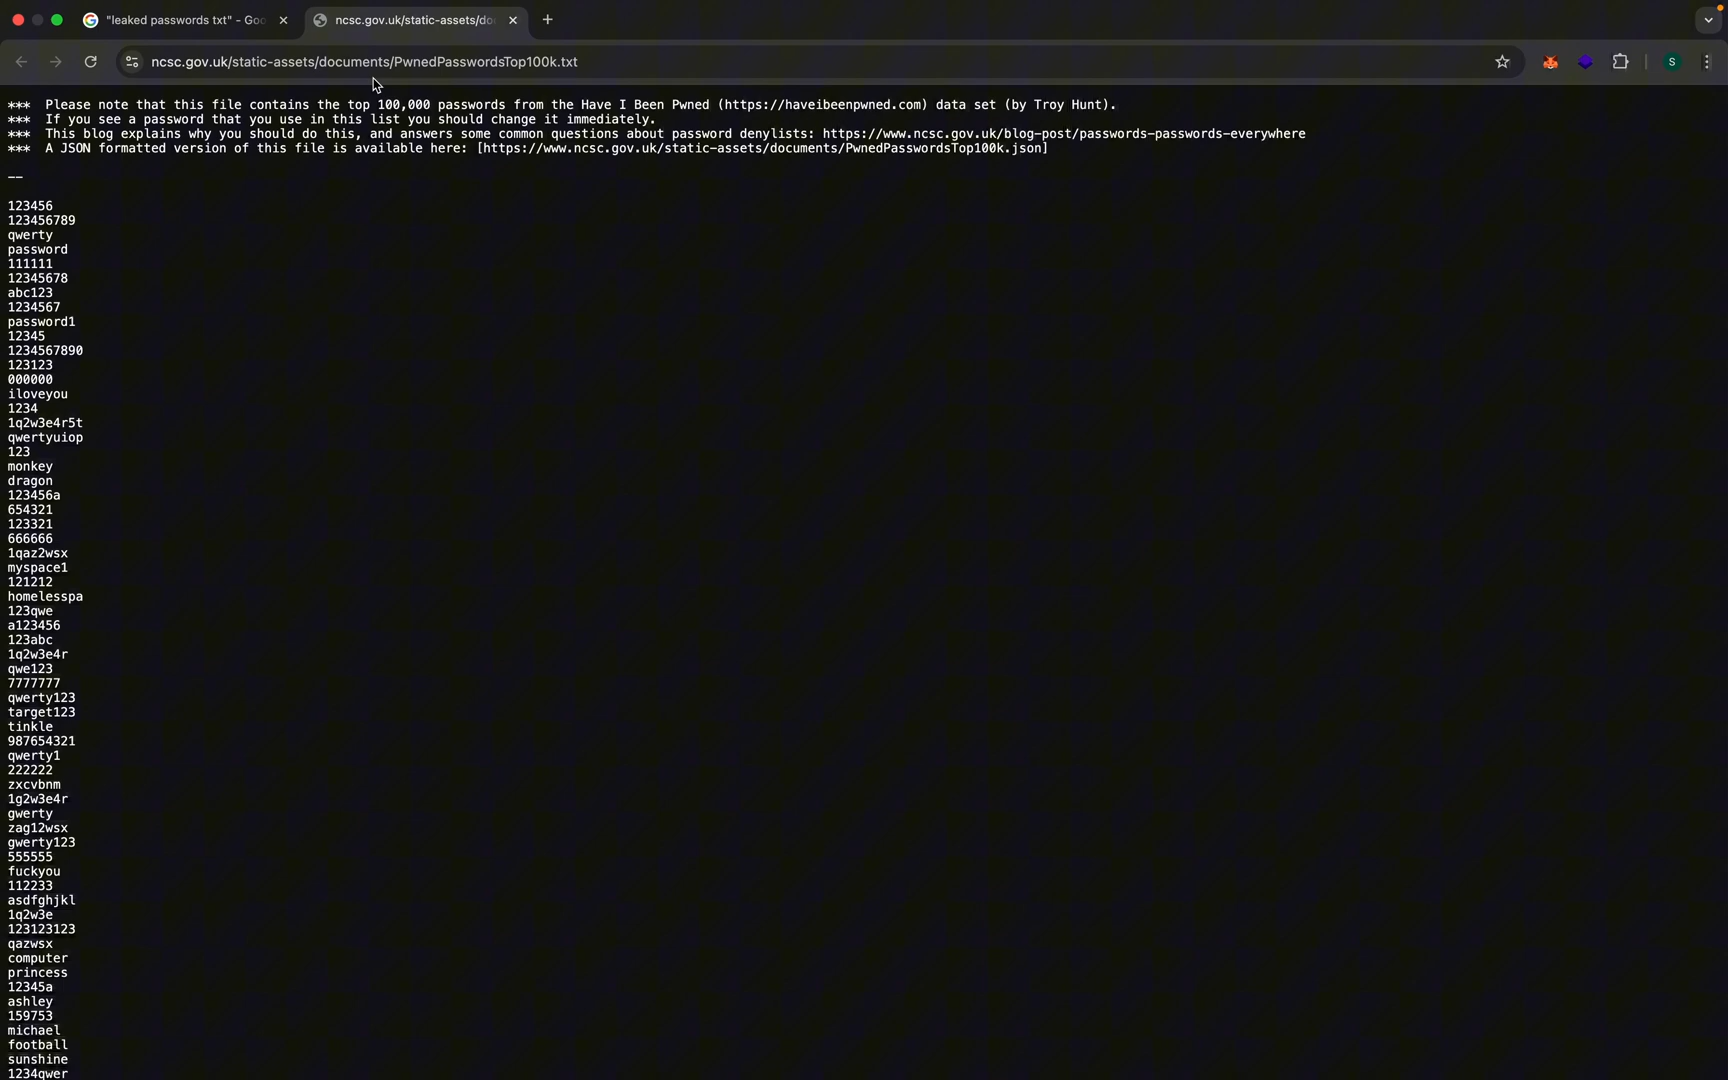 "leaked passwords txt" - Goo
ncsc.gov.uk/static-assets/do
ncsc.gov.uk/static-assets/documents/PwnedPasswordsTop100k.txt
S
*** Please note that this file contains the top 100,000 passwords from the Have I Been Pwned (https://haveibeenpwned.com) data set (by Troy Hunt).
*** If you see a password that you use in this list you should change it immediately.
*** This blog explains why you should do this, and answers some common questions about password denylists: https://www.ncsc.gov.uk/blog-post/passwords-passwords-everywhere
*** A JSON formatted version of this file is available here: [https://www.ncsc.gov.uk/static-assets/documents/PwnedPasswordsTop100k.json]
--
123456
123456789
qwerty
password
111111
12345678
abc123
1234567
password1
12345
1234567890
123123
000000
iloveyou
1234
1q2w3e4r5t
qwertyuiop
123
monkey
dragon
123456a
654321
123321
666666
1qaz2wsx
myspace1
121212
homelesspa
123qwe
a123456
123abc
1q2w3e4r
qwe123
7777777
qwerty123
target123
tinkle
987654321
qwerty1
222222
zxcvbnm
1g2w3e4r
gwerty
zag12wsx
gwerty123
555555
fuckyou
112233
asdfghjkl
1q2w3e
123123123
qazwsx
computer
princess
12345a
ashley
159753
michael
football
sunshine
1234qwer